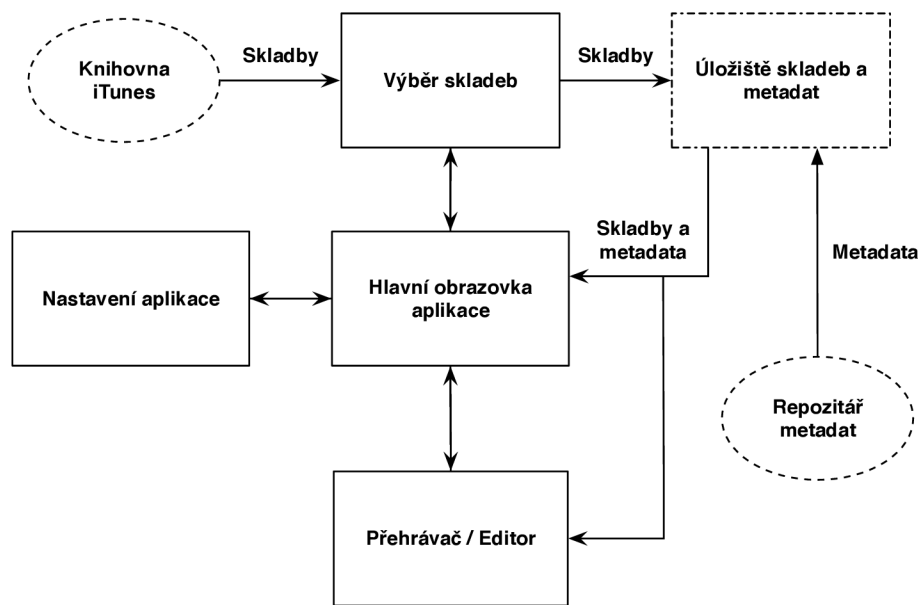 Knihovna
iTunes
Skladby
Výběr skladeb
Skladby
Úložiště skladeb a
metadat
Skladby a
metadata
Metadata
Nastavení aplikace
Hlavní obrazovka
aplikace
Repozitář
metadat
Přehrávač / Editor